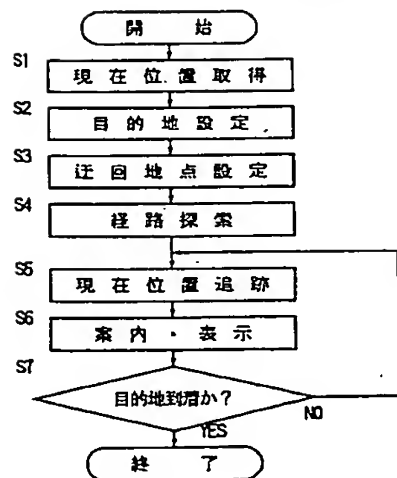 開始
S1
現在位置取得
S2
目的地設定
S3
迂回地点設定
S4
経路探索
S5
現在位置追跡
S6
案内・表示
S7
目的地到着か?
NO
YES
終了